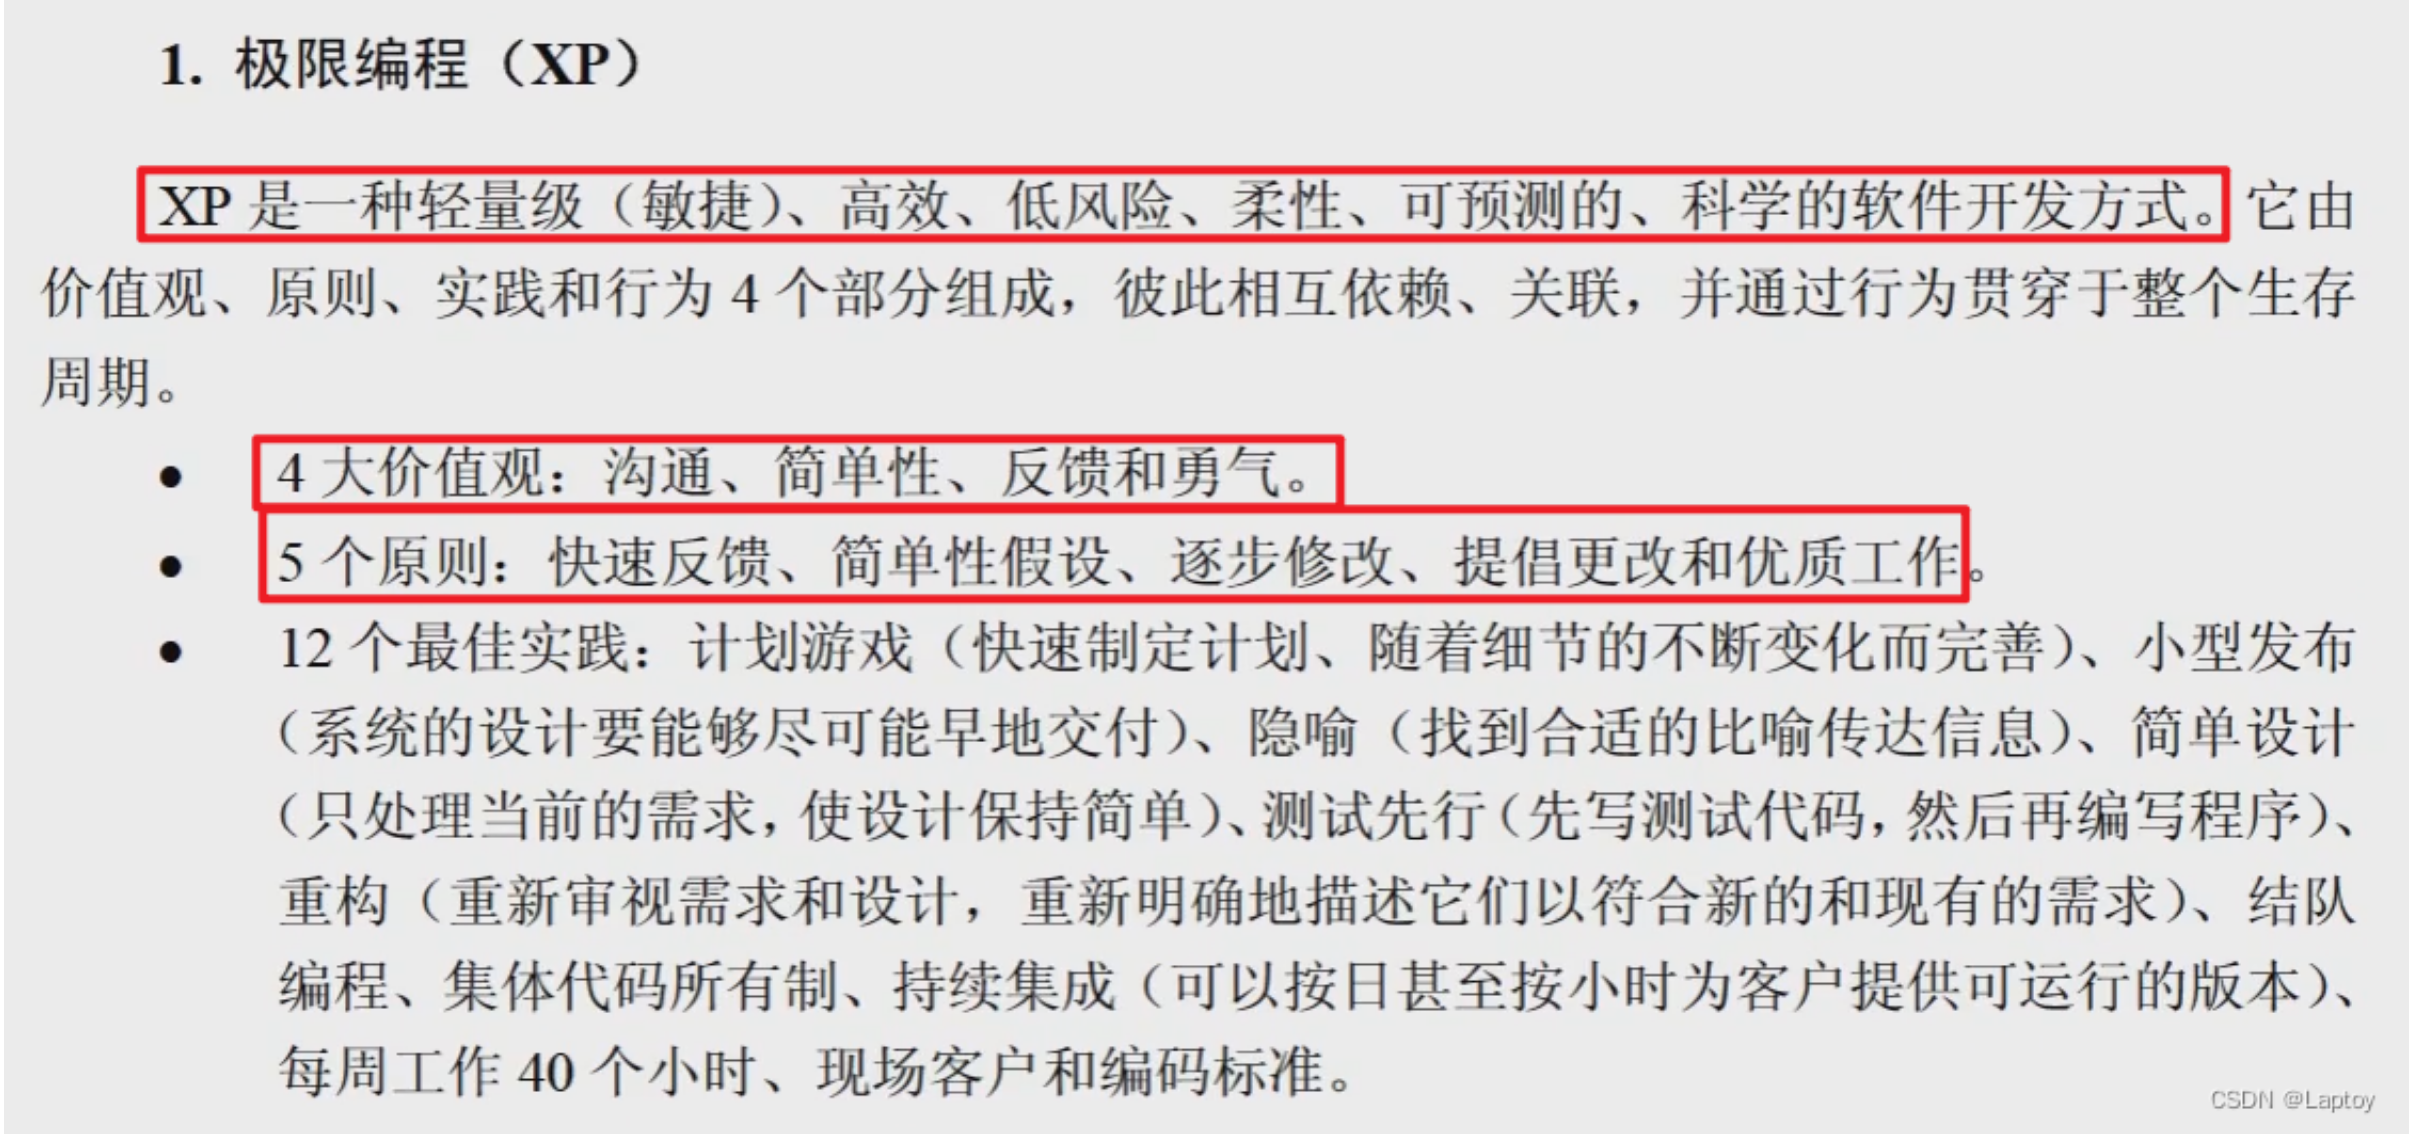 1. 极限编程（XP）
XP 是一种轻量级（敏捷）、高效、低风险、柔性、可预测的、科学的软件开发方式。它由
价值观、原则、实践和行为 4 个部分组成，彼此相互依赖、关联，并通过行为贯穿于整个生存
周期。
● 4 大价值观：沟通、简单性、反馈和勇气。
● 5 个原则：快速反馈、简单性假设、逐步修改、提倡更改和优质工作。
● 12 个最佳实践：计划游戏（快速制定计划、随着细节的不断变化而完善）、小型发布
（系统的设计要能够尽可能早地交付）、隐喻（找到合适的比喻传达信息）、简单设计
（只处理当前的需求，使设计保持简单）、测试先行（先写测试代码，然后再编写程序）、
重构（重新审视需求和设计，重新明确地描述它们以符合新的和现有的需求）、结队
编程、集体代码所有制、持续集成（可以按日甚至按小时为客户提供可运行的版本）、
每周工作 40 个小时、现场客户和编码标准。
CSDN @Laptoy